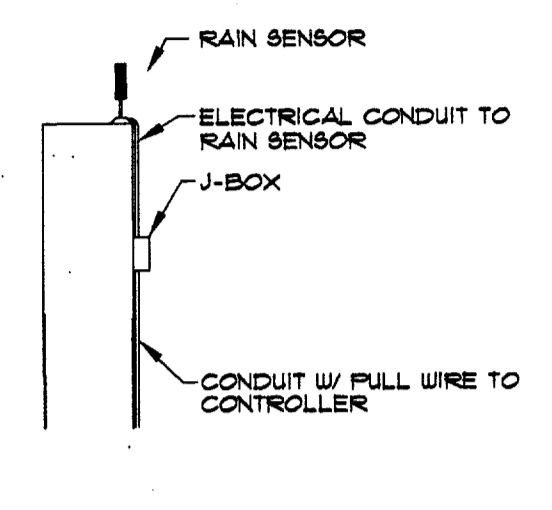 RAIN SENSOR
ELECTRICAL CONDUIT TO
RAIN SENSOR
J-BOX
CONDUIT W/ PULL WIRE TO
CONTROLLER